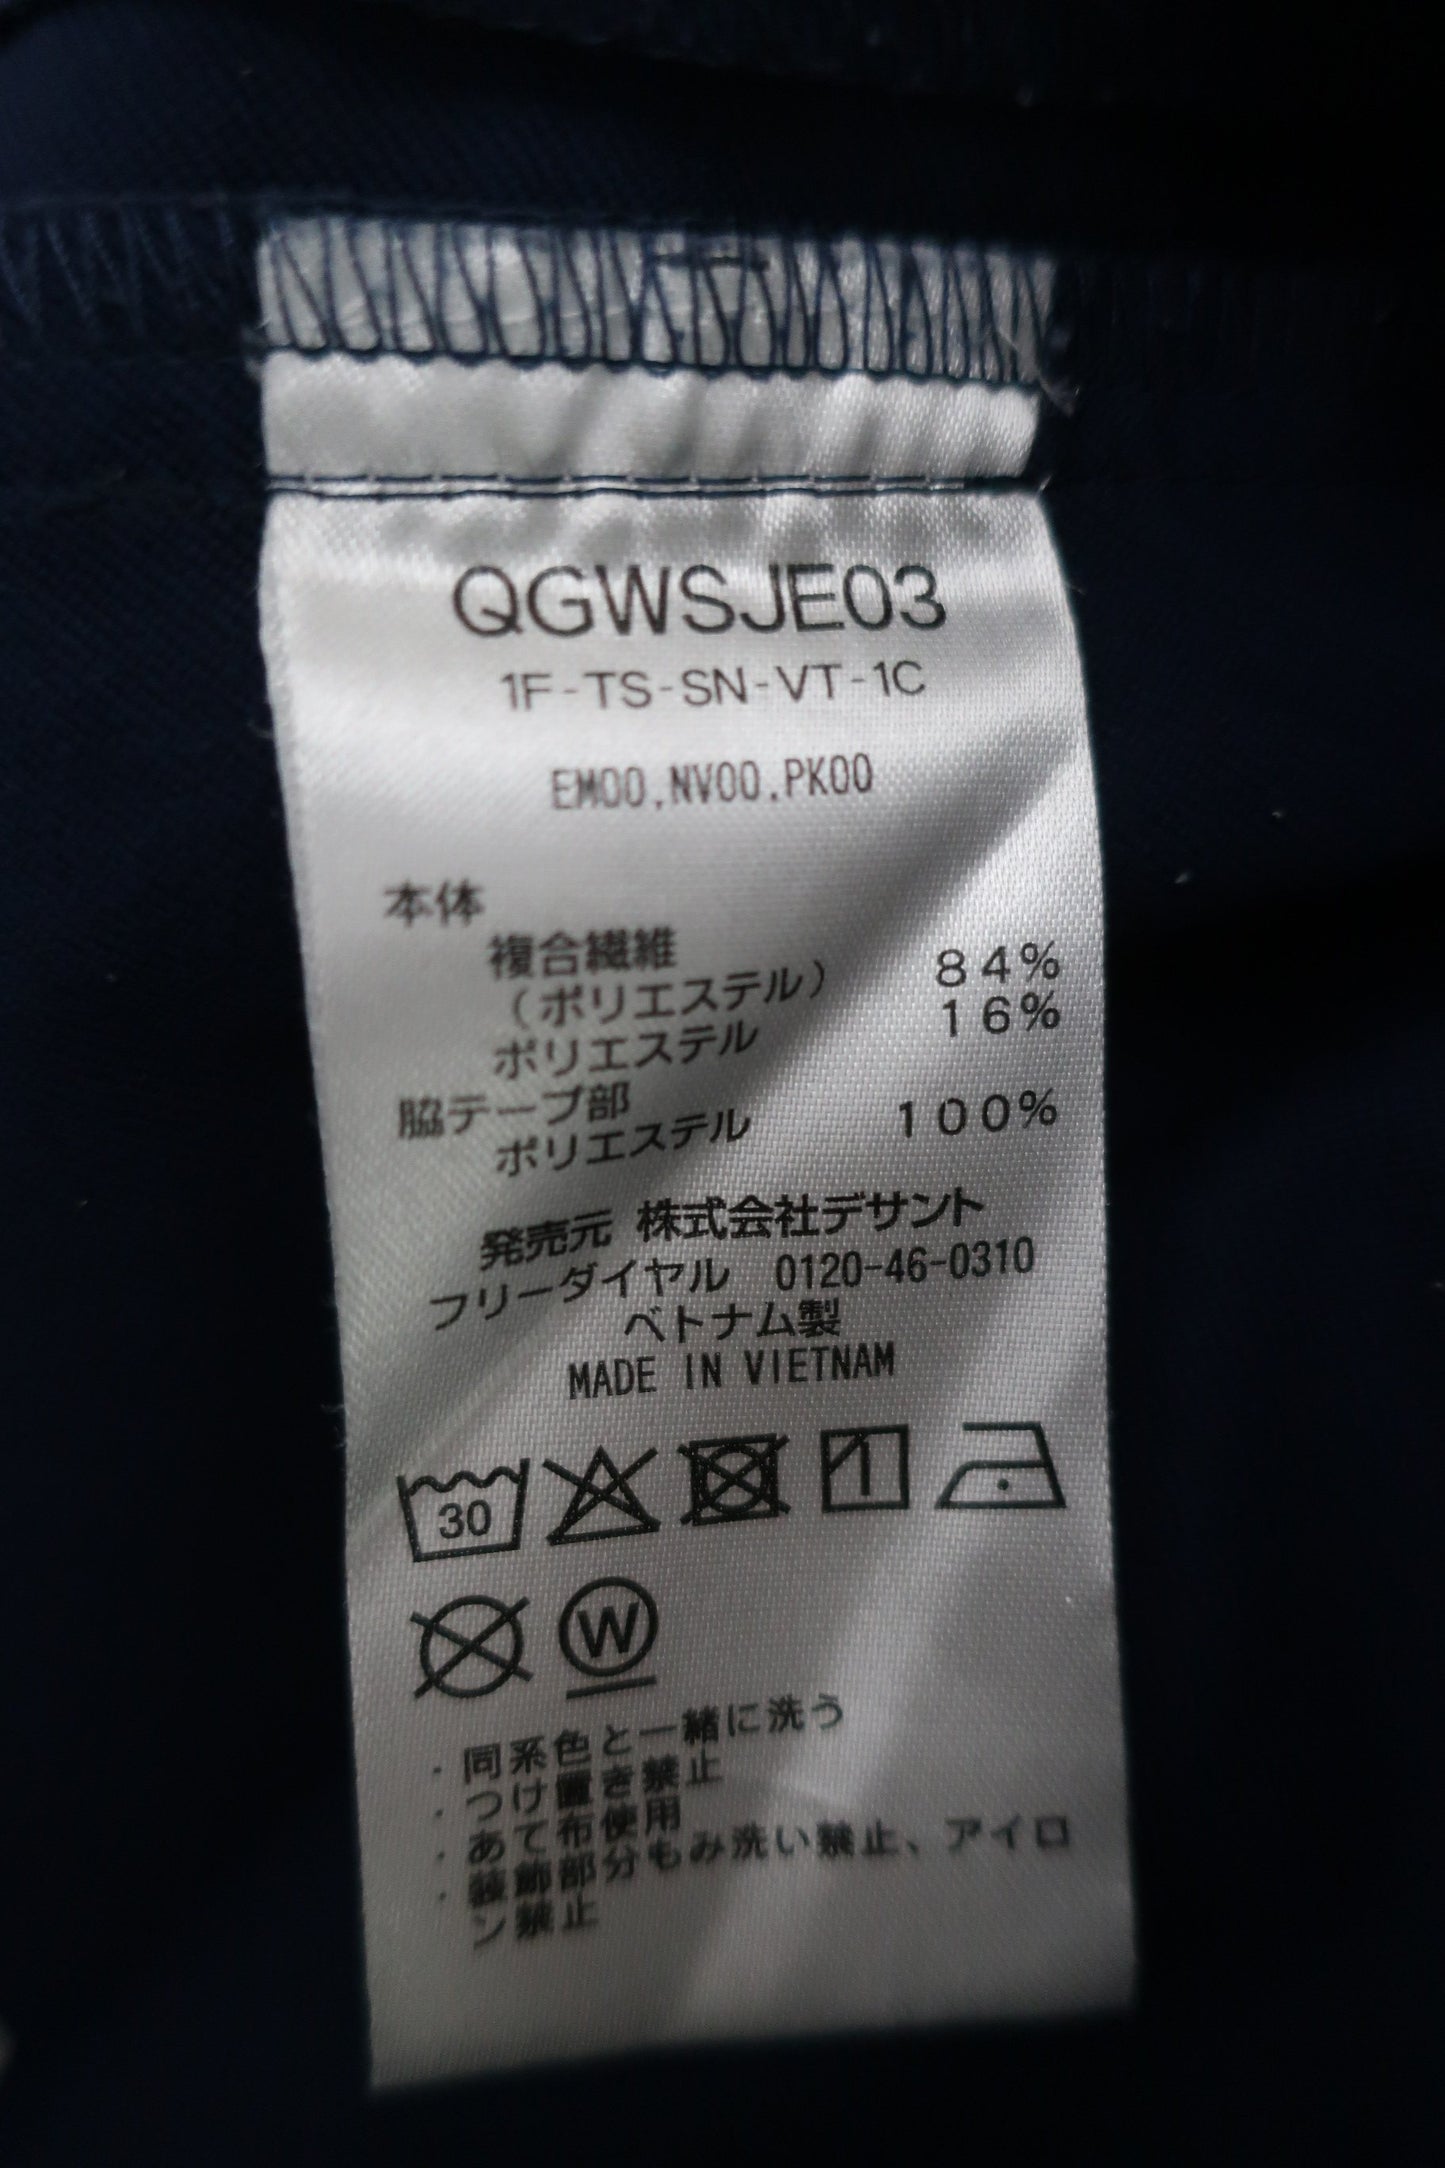 QGWSJE03
1F-TS-SN-VT-1C
EM00,NV00,PK00
本体
複合繊維
(ポリエステル) 84%
ポリエステル 16%
脇テープ部
ポリエステル 100%
発売元 株式会社デサント
フリーダイヤル 0120-46-0310
ベトナム製
MADE IN VIETNAM
30
1
W
・同系色と一緒に洗う
・つけ置き禁止
・あて布使用
・装飾部分もみ洗い禁止、アイロ
ン禁止